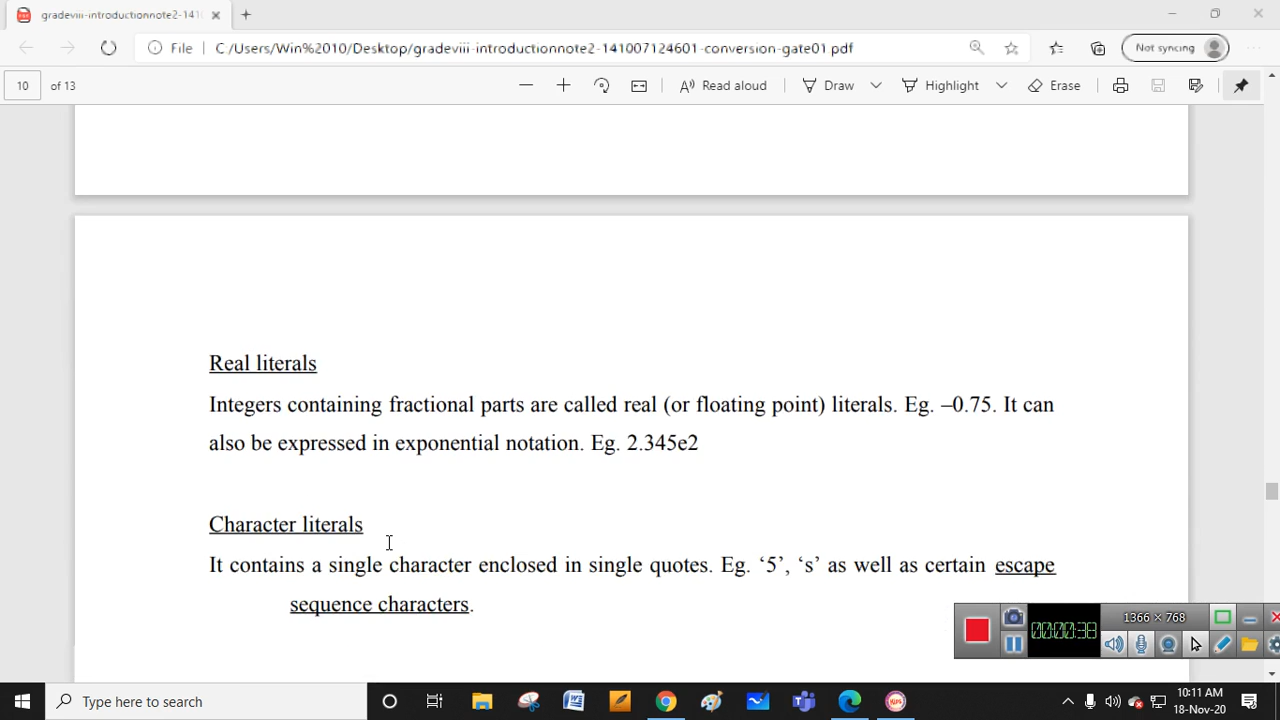 gradeviii-introductionnote2-1410
File
C:/Users/Win%2010/Desktop/gradeviii-introductionnote2-141007124601-conversion-gate01 pdf
Not syncing
10 of 13
Read aloud
Draw
Highlight
Erase
Real literals
Integers containing fractional parts are called real (or floating point) literals. Eg. –0.75. It can
also be expressed in exponential notation. Eg. 2.345e2
Character literals
It contains a single character enclosed in single quotes. Eg. ‘5’, ‘s’ as well as certain escape
sequence characters.
1366 × 768
00:00:38
Type here to search
10:11 AM
18-Nov-20